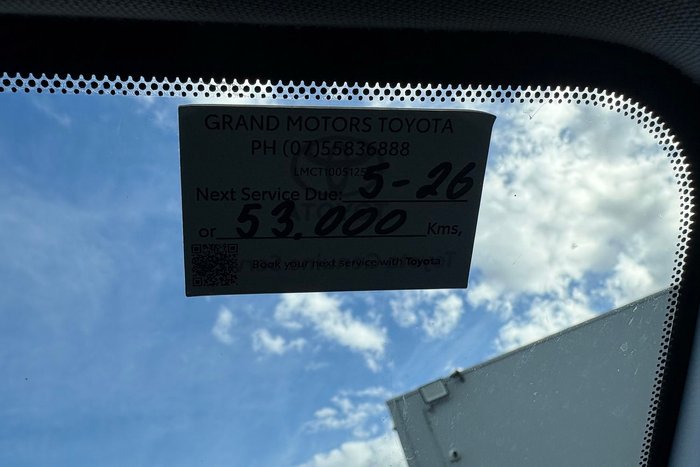 GRAND MOTORS TOYOTA
PH (07)55836888
LMCT1005125
Next Service Due: 5-26
or 53,000 Kms,
Book your next service with Toyota